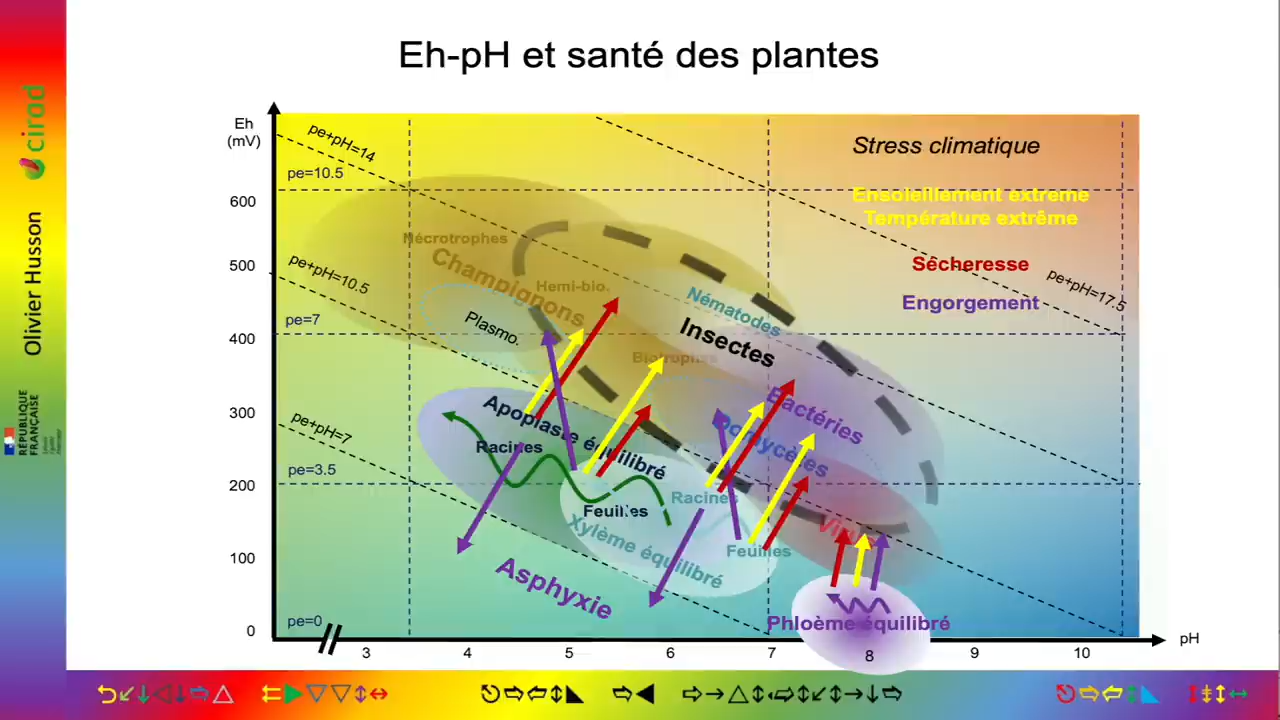 Eh-pH et santé des plantes
Eh
(mV)
pe+pH=14
pe=10.5
Stress climatique
Ensoleillement extrême
Température extrême
600
Nécrotrophes
Champignons
500
pe+pH=10.5
Sécheresse
pe+pH=17.5
Hemi-bio.
Nématodes
Engorgement
pe=7
Plasmo.
Insectes
400
Biotrophes
300
pe+pH=7
Apoplaste équilibré
Bactéries
Oomycètes
Racines
pe=3.5
200
Racines
Feuilles
Xylème équilibré
Virus
Feuilles
100
Asphyxie
pe=0
Phloème équilibré
0
pH
3
4
5
6
7
8
9
10
cirad
Olivier Husson
RÉPUBLIQUE
FRANÇAISE